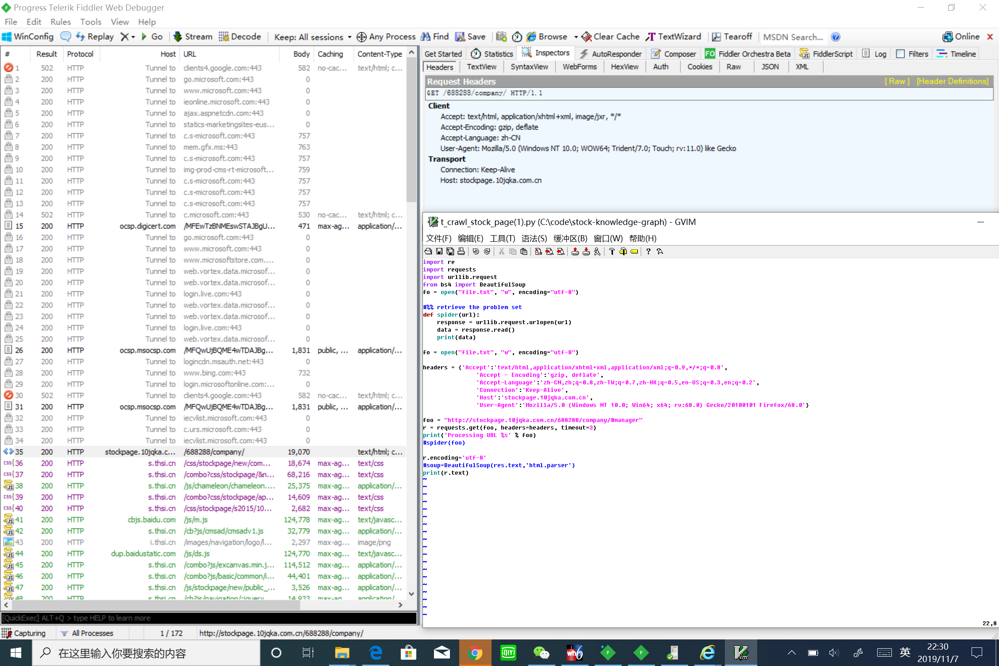 Progress Telerik Fiddler Web Debugger
File Edit Rules Tools View Help
WinConfig Replay Go Stream Decode Keep: All sessions Any Process Find Save Browse Clear Cache TextWizard Tearoff MSDN Search... Online
# Result Protocol Host URL Body Caching Content-Type
1 502 HTTP Tunnel to clients4.google.com:443 582 no-cac... text/html; c...
2 200 HTTP Tunnel to go.microsoft.com:443 0
3 200 HTTP Tunnel to www.microsoft.com:443 0
4 200 HTTP Tunnel to ieonline.microsoft.com:443 0
5 200 HTTP Tunnel to ajax.aspnetcdn.com:443 0
6 200 HTTP Tunnel to statics-marketingsites-eus... 0
7 200 HTTP Tunnel to c.s-microsoft.com:443 757
8 200 HTTP Tunnel to mem.gfx.ms:443 763
9 200 HTTP Tunnel to c.s-microsoft.com:443 757
10 200 HTTP Tunnel to img-prod-cms-rt-microsoft... 759
11 200 HTTP Tunnel to c.s-microsoft.com:443 757
12 200 HTTP Tunnel to c.s-microsoft.com:443 757
13 200 HTTP Tunnel to c.s-microsoft.com:443 757
14 502 HTTP Tunnel to c.microsoft.com:443 530 no-cac... text/html; c...
15 200 HTTP ocsp.digicert.com /MFEwTzBNMEswSTAJBgU... 471 max-ag... application/...
16 200 HTTP Tunnel to go.microsoft.com:443 0
17 200 HTTP Tunnel to www.microsoft.com:443 0
18 200 HTTP Tunnel to www.microsoftstore.com.... 0
19 200 HTTP Tunnel to web.vortex.data.microsof... 0
20 200 HTTP Tunnel to web.vortex.data.microsof... 0
21 200 HTTP Tunnel to login.live.com:443 0
22 200 HTTP Tunnel to web.vortex.data.microsof... 0
23 200 HTTP Tunnel to web.vortex.data.microsof... 0
24 200 HTTP Tunnel to login.live.com:443 0
25 200 HTTP Tunnel to web.vortex.data.microsof... 0
26 200 HTTP ocsp.msocsp.com /MFQwUjBQME4wTDAJBg... 1,831 public, ... application/...
27 200 HTTP Tunnel to logincdn.msauth.net:443 0
28 200 HTTP Tunnel to www.bing.com:443 732
29 200 HTTP Tunnel to login.microsoftonline.com:... 0
30 502 HTTP Tunnel to clients4.google.com:443 582 no-cac... text/html; c...
31 200 HTTP ocsp.msocsp.com /MFQwUjBQME4wTDAJBg... 1,831 public, ... application/...
32 200 HTTP Tunnel to iecvlist.microsoft.com:443 0
33 200 HTTP Tunnel to c.urs.microsoft.com:443 0
34 200 HTTP Tunnel to iecvlist.microsoft.com:443 0
35 200 HTTP stockpage.10jqka.c... /688288/company/ 19,070 text/html; c...
36 200 HTTP s.thsi.cn /css/stockpage/new/com... 18,674 max-ag... text/css
37 200 HTTP s.thsi.cn /combo?css/stockpage/&n... 68,216 max-ag... text/css
38 200 HTTP s.thsi.cn /js/chameleon/chameleon.... 25,375 max-ag... application/...
39 200 HTTP s.thsi.cn /combo?css/stockpage/ap... 14,609 max-ag... text/css
40 200 HTTP s.thsi.cn /css/stockpage/s2015/10... 2,682 max-ag... text/css
41 200 HTTP cbjs.baidu.com /js/m.js 124,778 max-ag... text/javasc...
42 200 HTTP s.thsi.cn /cb?js/cmsad/cmsadv1.js 32,779 max-ag... application/...
43 200 HTTP i.thsi.cn /images/navigation/logo/l... 2,297 max-ag... image/png
44 200 HTTP dup.baidustatic.com /js/ds.js 124,770 max-ag... text/javasc...
45 200 HTTP s.thsi.cn /combo?js/excanvas.min.j... 114,512 max-ag... application/...
46 200 HTTP s.thsi.cn /combo?js/basic/common/i... 44,401 max-ag... application/...
47 200 HTTP s.thsi.cn /js/stockpage/new/public_... 3,526 max-ag... application/...
48 200 HTTP s.thsi.cn /cb?js/navigation/;jquery... 14,933 max-ag... application/...
[QuickExec] ALT+Q > type HELP to learn more
Capturing All Processes 1 / 172 http://stockpage.10jqka.com.cn/688288/company/
Get Started Statistics Inspectors AutoResponder Composer FO Fiddler Orchestra Beta FiddlerScript Log Filters Timeline
Headers TextView SyntaxView WebForms HexView Auth Cookies Raw JSON XML
Request Headers [ Raw ] [Header Definitions]
GET /688288/company/ HTTP/1.1
Client
Accept: text/html, application/xhtml+xml, image/jxr, */*
Accept-Encoding: gzip, deflate
Accept-Language: zh-CN
User-Agent: Mozilla/5.0 (Windows NT 10.0; WOW64; Trident/7.0; Touch; rv:11.0) like Gecko
Transport
Connection: Keep-Alive
Host: stockpage.10jqka.com.cn
t_crawl_stock_page(1).py (C:\code\stock-knowledge-graph) - GVIM
文件(F) 编辑(E) 工具(T) 语法(S) 缓冲区(B) 窗口(W) 帮助(H)
import re
import requests
import urllib.request
from bs4 import BeautifulSoup
fo = open("file.txt", "w", encoding="utf-8")
#%% retrieve the problem set
def spider(url):
response = urllib.request.urlopen(url)
data = response.read()
print(data)
fo = open("file.txt", "w", encoding="utf-8")
headers = {'Accept':'text/html,application/xhtml+xml,application/xml;q=0.9,*/*;q=0.8',
'Accept - Encoding':'gzip, deflate',
'Accept-Language':'zh-CN,zh;q=0.8,zh-TW;q=0.7,zh-HK;q=0.5,en-US;q=0.3,en;q=0.2',
'Connection':'Keep-Alive',
'Host':'stockpage.10jqka.com.cn',
'User-Agent':'Mozilla/5.0 (Windows NT 10.0; Win64; x64; rv:68.0) Gecko/20100101 Firefox/68.0'}
foo = "http://stockpage.10jqka.com.cn/688288/company/#manager"
r = requests.get(foo, headers=headers, timeout=3)
print('Processing URL %s' % foo)
#spider(foo)
r.encoding='utf-8'
#soup=BeautifulSoup(res.text,'html.parser')
print(r.text)
22,8
在这里输入你要搜索的内容
英
22:30
2019/11/7